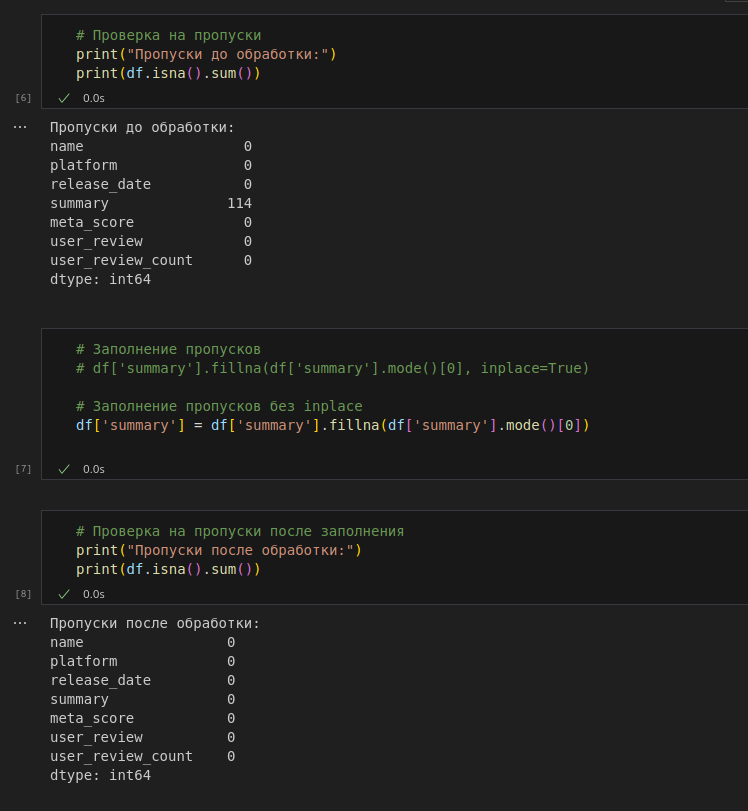 # Проверка на пропуски
print("Пропуски до обработки:")
print(df.isna().sum())
[6] ✓ 0.0s
... Пропуски до обработки:
name 0
platform 0
release_date 0
summary 114
meta_score 0
user_review 0
user_review_count 0
dtype: int64
# Заполнение пропусков
# df['summary'].fillna(df['summary'].mode()[0], inplace=True)
# Заполнение пропусков без inplace
df['summary'] = df['summary'].fillna(df['summary'].mode()[0])
[7] ✓ 0.0s
# Проверка на пропуски после заполнения
print("Пропуски после обработки:")
print(df.isna().sum())
[8] ✓ 0.0s
... Пропуски после обработки:
name 0
platform 0
release_date 0
summary 0
meta_score 0
user_review 0
user_review_count 0
dtype: int64